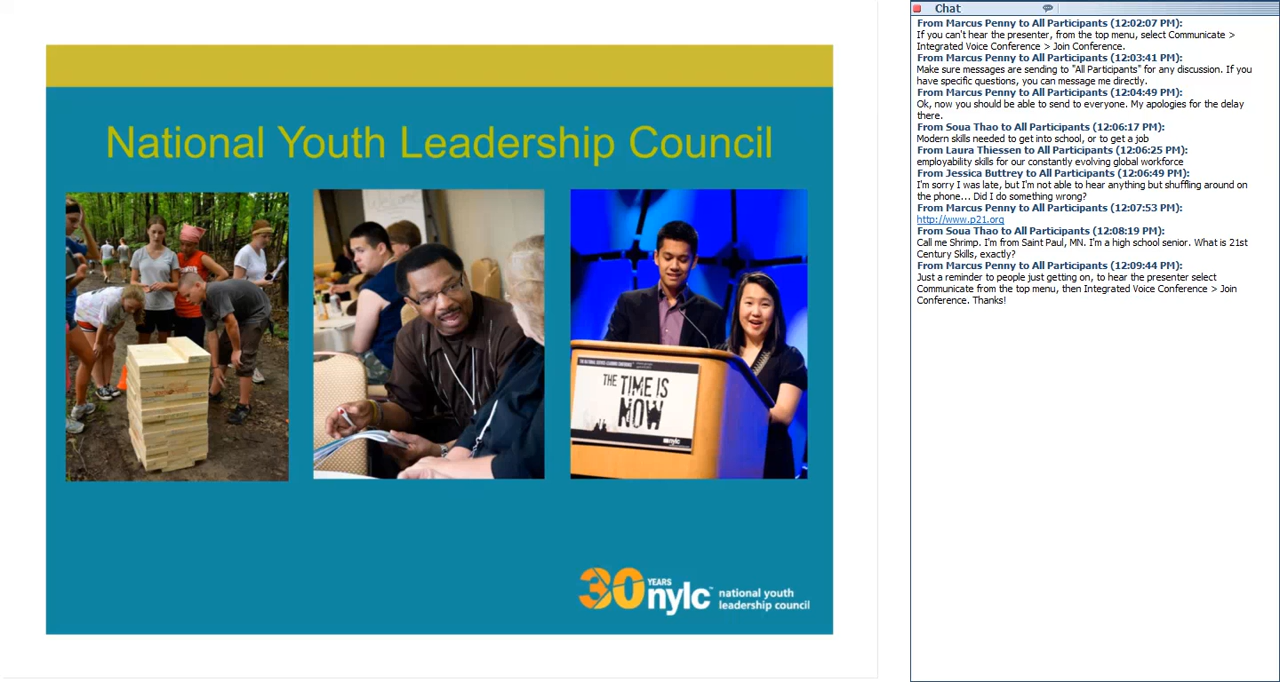 National Youth Leadership Council
THE NATIONAL SERVICE-LEARNING CONFERENCE
THE TIME IS
NOW
nylc
30 YEARS
nylc™ national youth
leadership council
Chat
From Marcus Penny to All Participants (12:02:07 PM):
If you can't hear the presenter, from the top menu, select Communicate >
Integrated Voice Conference > Join Conference.
From Marcus Penny to All Participants (12:03:41 PM):
Make sure messages are sending to "All Participants" for any discussion. If you
have specific questions, you can message me directly.
From Marcus Penny to All Participants (12:04:49 PM):
Ok, now you should be able to send to everyone. My apologies for the delay
there.
From Soua Thao to All Participants (12:06:17 PM):
Modern skills needed to get into school, or to get a job
From Laura Thiessen to All Participants (12:06:25 PM):
employability skills for our constantly evolving global workforce
From Jessica Buttrey to All Participants (12:06:49 PM):
I'm sorry I was late, but I'm not able to hear anything but shuffling around on
the phone... Did I do something wrong?
From Marcus Penny to All Participants (12:07:53 PM):
http://www.p21.org
From Soua Thao to All Participants (12:08:19 PM):
Call me Shrimp. I'm from Saint Paul, MN. I'm a high school senior. What is 21st
Century Skills, exactly?
From Marcus Penny to All Participants (12:09:44 PM):
Just a reminder to people just getting on, to hear the presenter select
Communicate from the top menu, then Integrated Voice Conference > Join
Conference. Thanks!